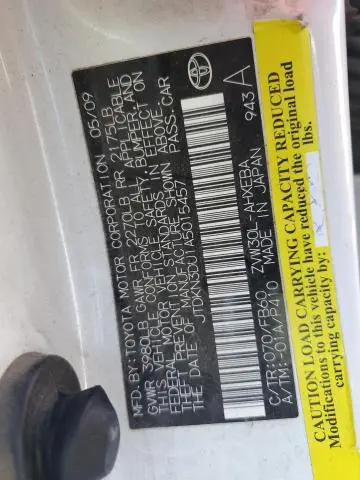 MFD.BY:TOYOTA MOTOR CORPORATION 05/09
GVWR 3980LB GAWR FR 2270LB RR 2175LB
THIS VEHICLE CONFORMS TO ALL APPLICABLE
FEDERAL MOTOR VEHICLE SAFETY, BUMPER, AND
THEFT PREVENTION STANDARDS IN EFFECT ON
THE DATE OF MANUFACTURE SHOWN ABOVE.
JTDKN3DU1A5015457 PASS.CAR
C/TR:070/FB60 ZVW30L-AHXEBA
A/TM:-01A/P410 MADE IN JAPAN 943 A
TOYOTA
CAUTION LOAD CARRYING CAPACITY REDUCED
Modifications to this vehicle have reduced the original load
carrying capacity by lbs.